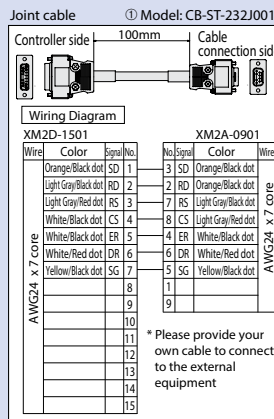 Joint cable ① Model: CB-ST-232J001
Controller side 100mm Cable connection sid
Wiring Diagram
XM2D-1501 XM2A-0901
Wire Color Signal No. No. Signal Color Wire
Orange/Black dot SD 1 3 SD Orange/Black dot
Light Gray/Black dot RD 2 2 RD Orange/Black dot
Light Gray/Red dot RS 3 7 RS Light Gray/Black dot
White/Black dot CS 4 8 CS Light Gray/Red dot
White/Black dot ER 5 4 ER White/Black dot
White/Red dot DR 6 6 DR White/Red dot
Yellow/Black dot SG 7 5 SG Yellow/Black dot
8 1
9 9
10
11
12
13
14
15
AWG24 x 7 core
AWG24 x 7 core
* Please provide your
own cable to connect
to the external
equipment